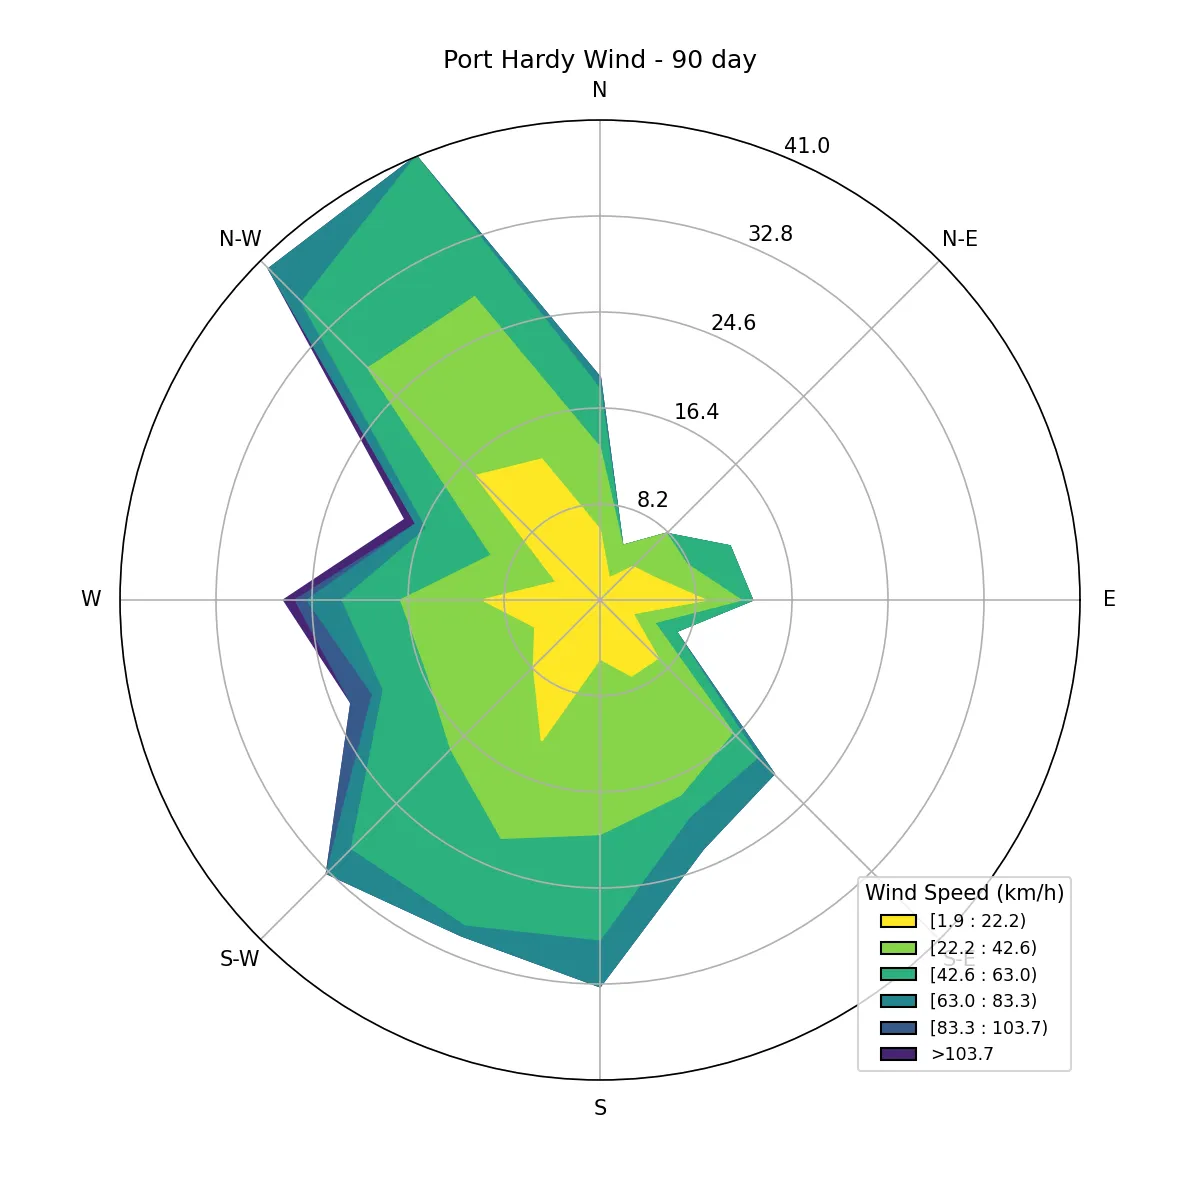 Port Hardy Wind - 90 day
N
41.0
N-W
N-E
32.8
24.6
16.4
8.2
W
E
S-W
S-E
S
Wind Speed (km/h)
[1.9 : 22.2)
[22.2 : 42.6)
[42.6 : 63.0)
[63.0 : 83.3)
[83.3 : 103.7)
>103.7